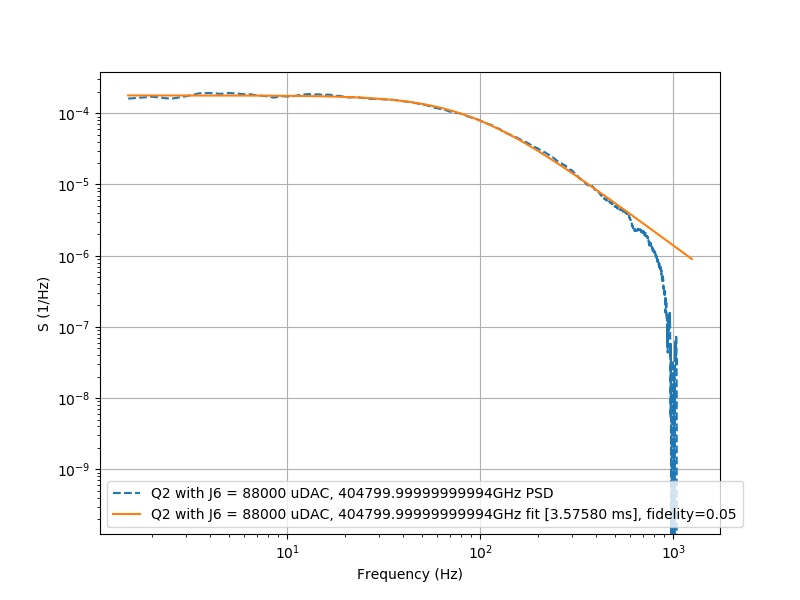 10⁻⁴
10⁻⁵
10⁻⁶
10⁻⁷
10⁻⁸
10⁻⁹
S (1/Hz)
Q2 with J6 = 88000 uDAC, 404799.99999999994GHz PSD
Q2 with J6 = 88000 uDAC, 404799.99999999994GHz fit [3.57580 ms], fidelity=0.05
10¹ 10² 10³
Frequency (Hz)